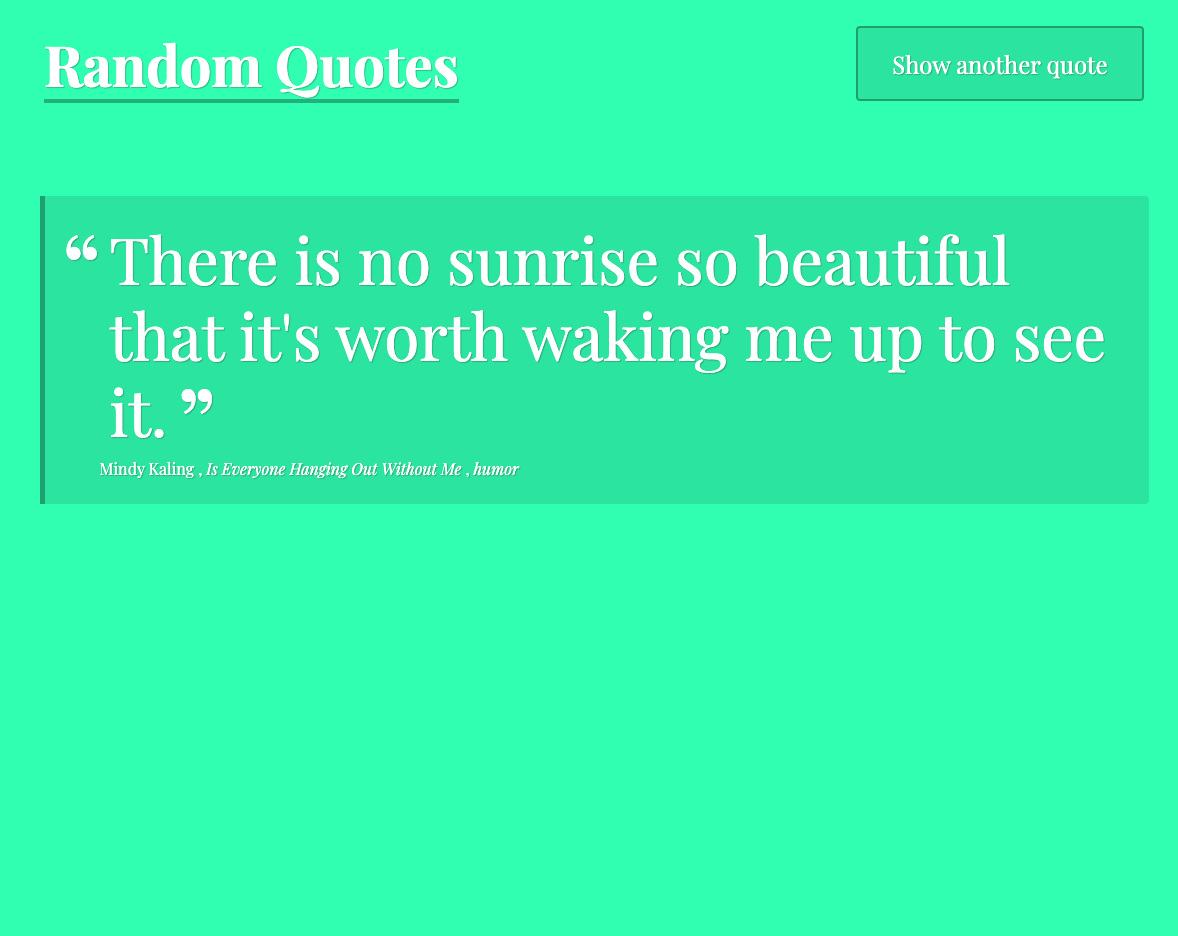 Random Quotes
Show another quote
“ There is no sunrise so beautiful
that it's worth waking me up to see
it. ”
Mindy Kaling , Is Everyone Hanging Out Without Me , humor